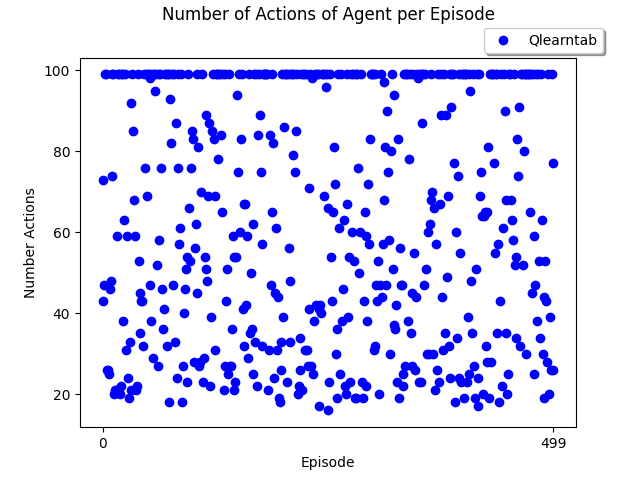 Number of Actions of Agent per Episode
Qlearntab
100
80
60
40
20
Number Actions
0
499
Episode